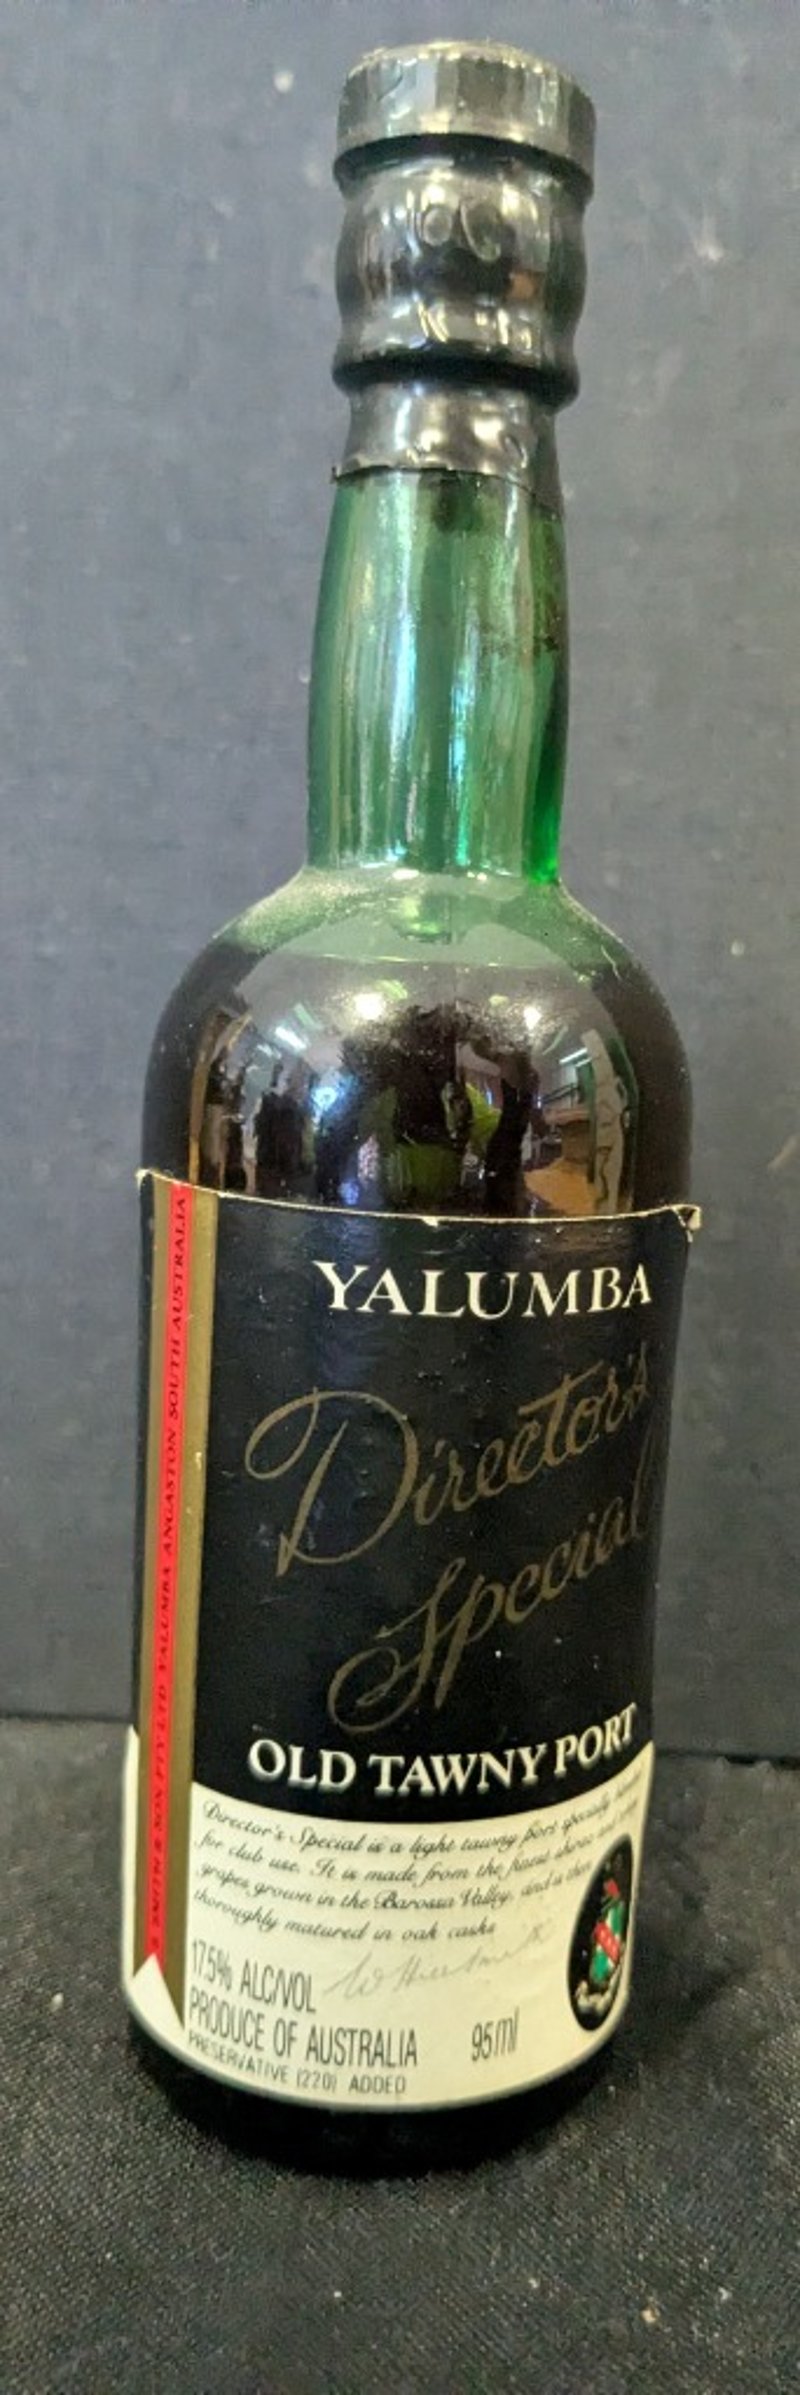 YALUMBA
Director's
Special
OLD TAWNY PORT
Director's Special is a light tawny port specially
for club use. It is made from the finest shiraz and
grapes grown in the Barossa Valley, and is then
thoroughly matured in oak casks
17.5% ALC/VOL
PRODUCE OF AUSTRALIA 95ml
PRESERVATIVE (220) ADDED
S SMITH & SON PTY LTD YALUMBA ANGASTON SOUTH AUSTRALIA